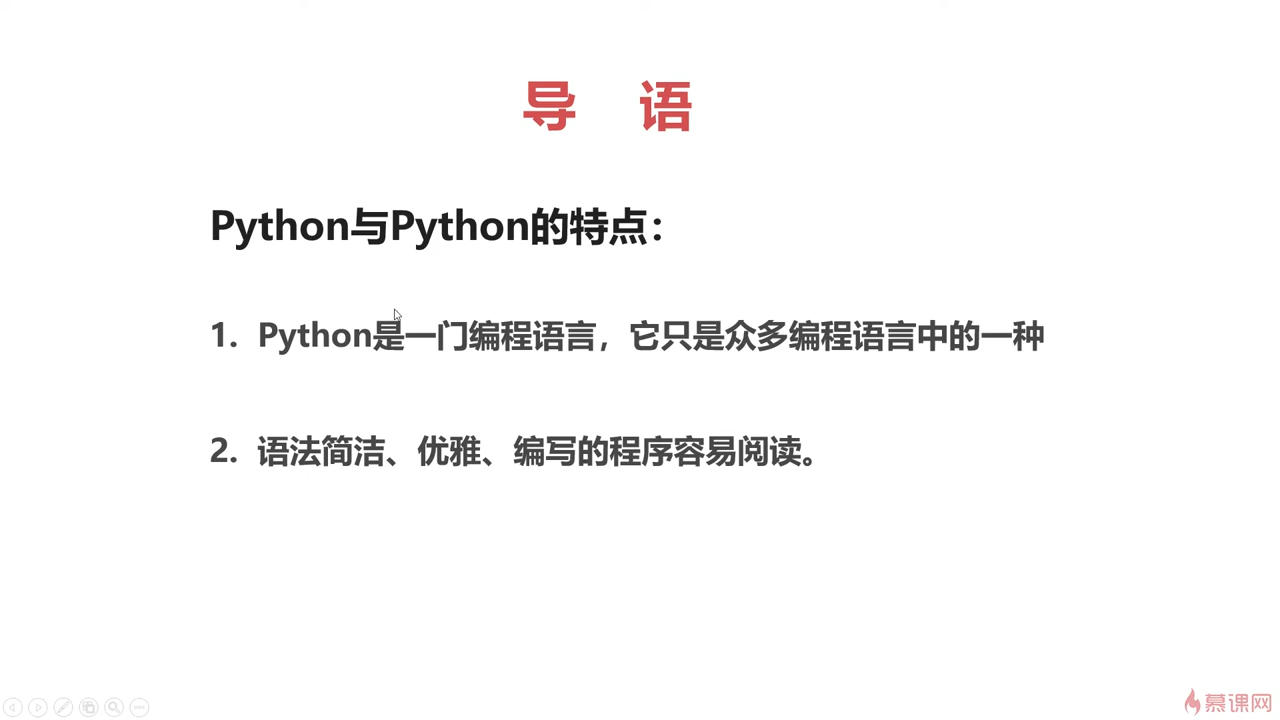 导 语
Python与Python的特点：
1. Python是一门编程语言，它只是众多编程语言中的一种
2. 语法简洁、优雅、编写的程序容易阅读。
慕课网